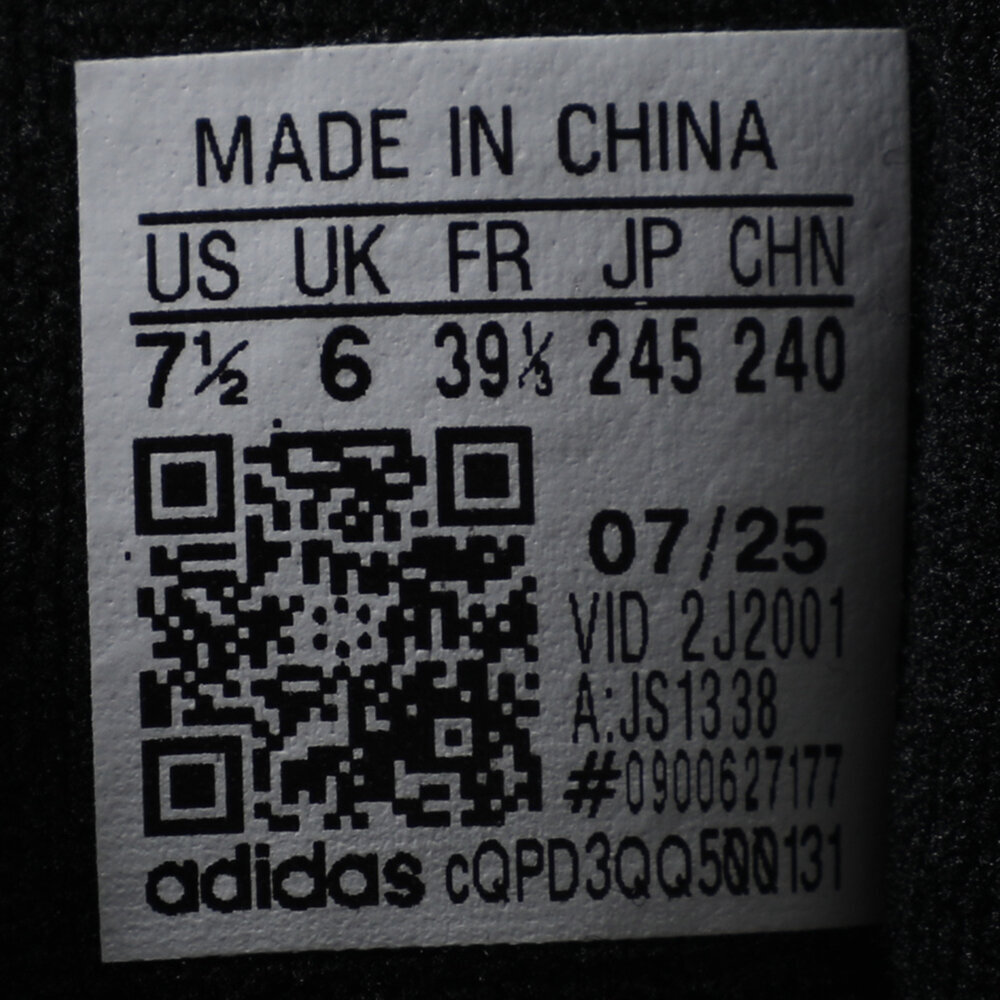 MADE IN CHINA
US UK FR JP CHN
7½ 6 39⅓ 245 240
07/25
VID 2J2001
A:JS1338
#0900627177
adidas cQPD3QQ500131